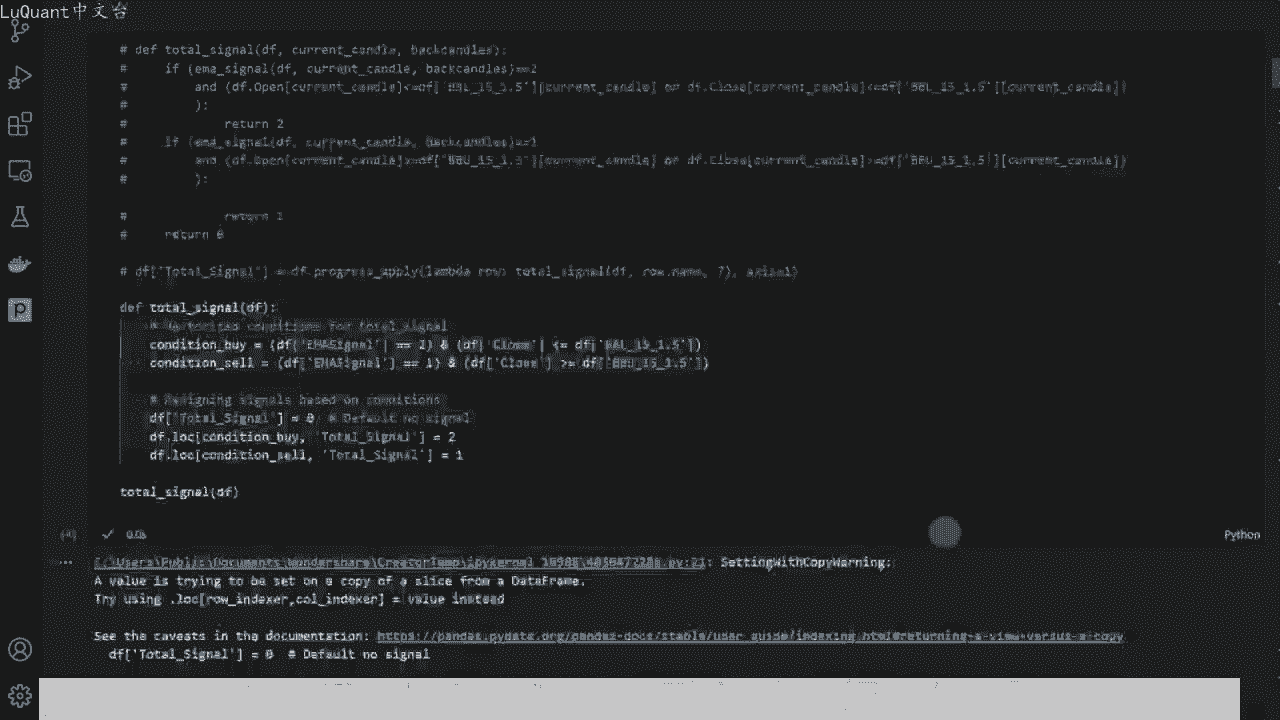 LuQuant中文台
# def total_signal(df, current_candle, backcandles):
#     if (ema_signal(df, current_candle, backcandles)==2
#         and (df.Open[current_candle]<=df['BBL_15_1.5'][current_candle] or df.Close[current_candle]<=df['BBL_15_1.5'][current_candle])
#         ):
#             return 2
#     if (ema_signal(df, current_candle, backcandles)==1
#         and (df.Open[current_candle]>=df['BBU_15_1.5'][current_candle] or df.Close[current_candle]>=df['BBU_15_1.5'][current_candle])
#         ):
#             return 1
#     return 0
# df['Total_Signal'] = df.progress_apply(lambda row: total_signal(df, row.name, 7), axis=1)
def total_signal(df):
# Vectorized conditions for total_signal
condition_buy = (df['EMASignal'] == 2) & (df['Close'] <= df['BBL_15_1.5'])
condition_sell = (df['EMASignal'] == 1) & (df['Close'] >= df['BBU_15_1.5'])
# Assigning signals based on conditions
df['Total_Signal'] = 0  # Default no signal
df.loc[condition_buy, 'Total_Signal'] = 2
df.loc[condition_sell, 'Total_Signal'] = 1
total_signal(df)
Python
C:\Users\Public\Documents\Wondershare\CreatorTemp\ipykernel : SettingWithCopyWarning:
A value is trying to be set on a copy of a slice from a DataFrame.
Try using .loc[row_indexer,col_indexer] = value instead
See the caveats in the documentation: https://pandas.pydata.org/pandas-docs/stable/user_guide/indexing.html#returning-a-view-versus-a-copy
df['Total_Signal'] = 0  # Default no signal